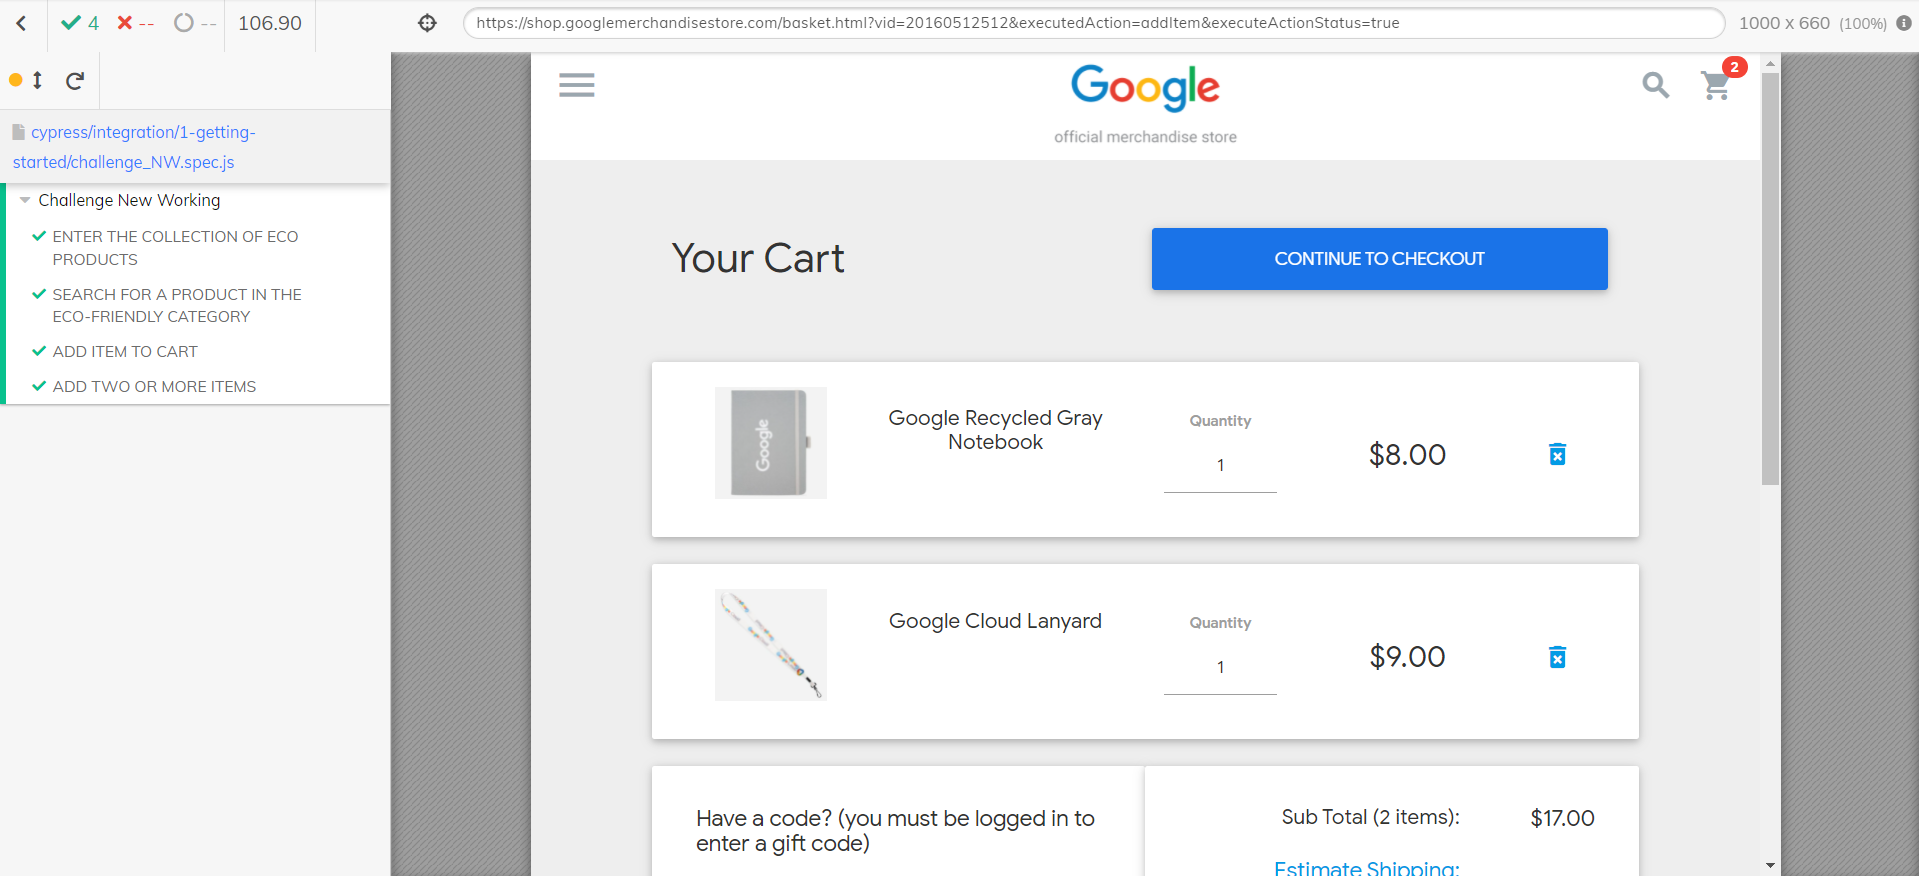 4 -- -- 106.90
https://shop.googlemerchandisestore.com/basket.html?vid=20160512512&executedAction=addItem&executeActionStatus=true
1000 x 660 (100%)
cypress/integration/1-getting-
started/challenge_NW.spec.js
Challenge New Working
ENTER THE COLLECTION OF ECO
PRODUCTS
SEARCH FOR A PRODUCT IN THE
ECO-FRIENDLY CATEGORY
ADD ITEM TO CART
ADD TWO OR MORE ITEMS
Google
official merchandise store
2
Your Cart
CONTINUE TO CHECKOUT
Google
Google Recycled Gray
Notebook
Quantity
1
$8.00
Google Cloud Lanyard
Quantity
1
$9.00
Have a code? (you must be logged in to
enter a gift code)
Sub Total (2 items): $17.00
Estimate Shipping: